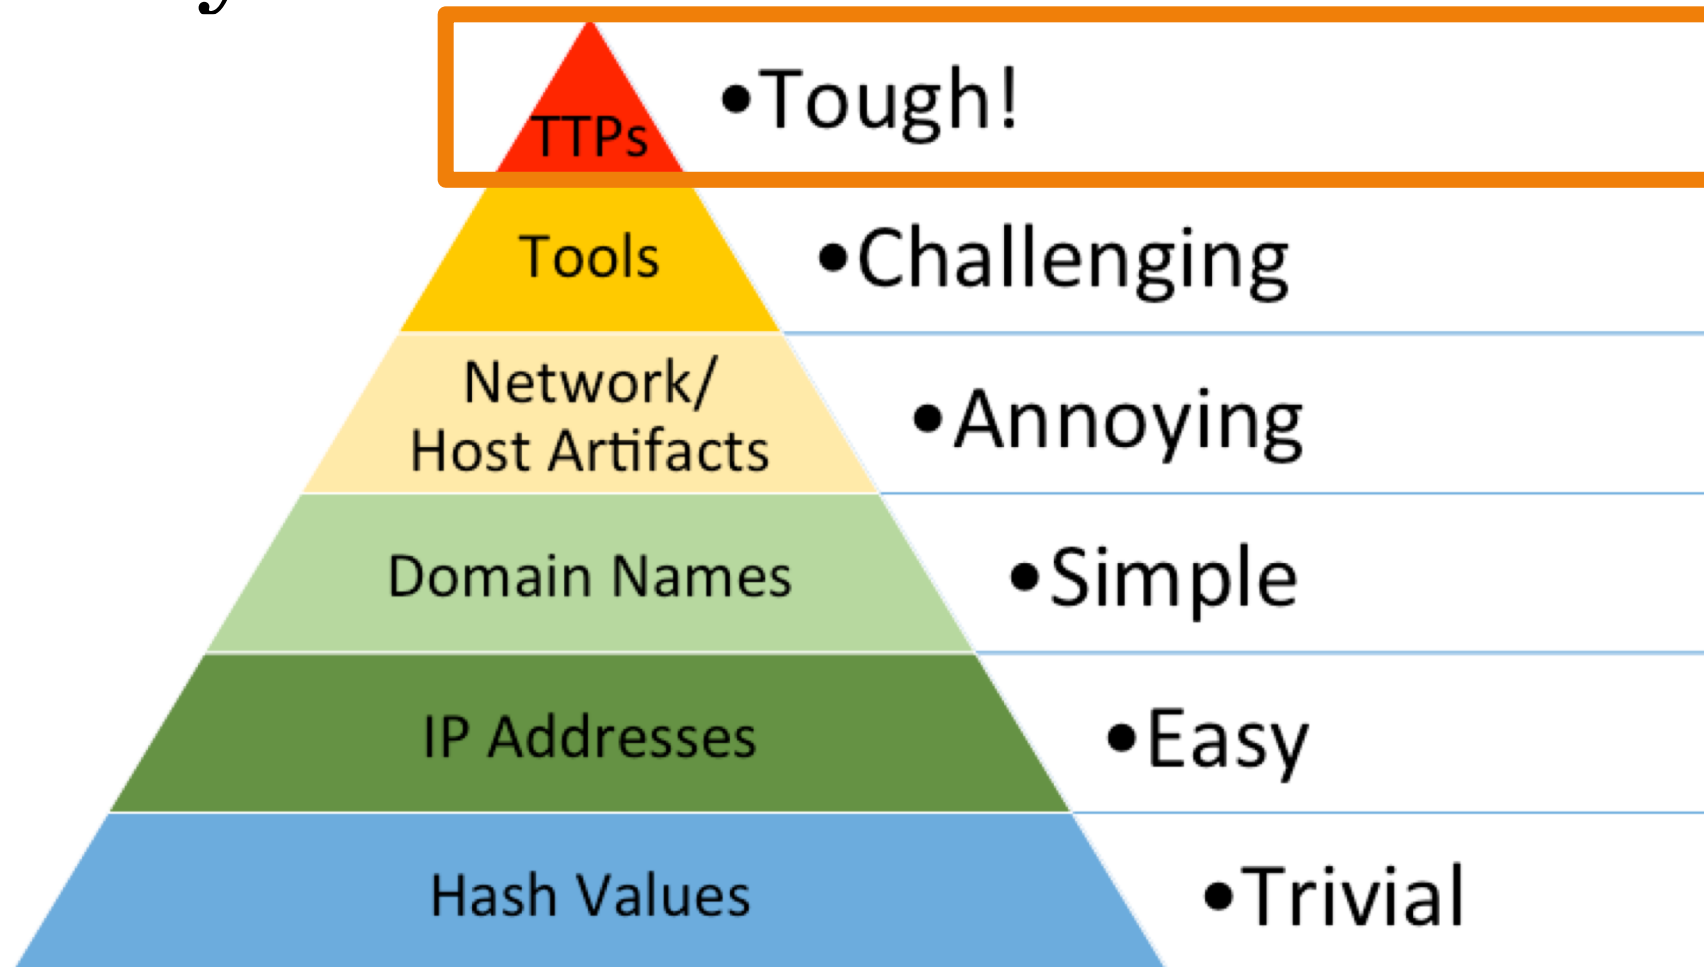 TTPs
•Tough!
Tools
•Challenging
Network/
Host Artifacts
•Annoying
Domain Names
•Simple
IP Addresses
•Easy
Hash Values
•Trivial